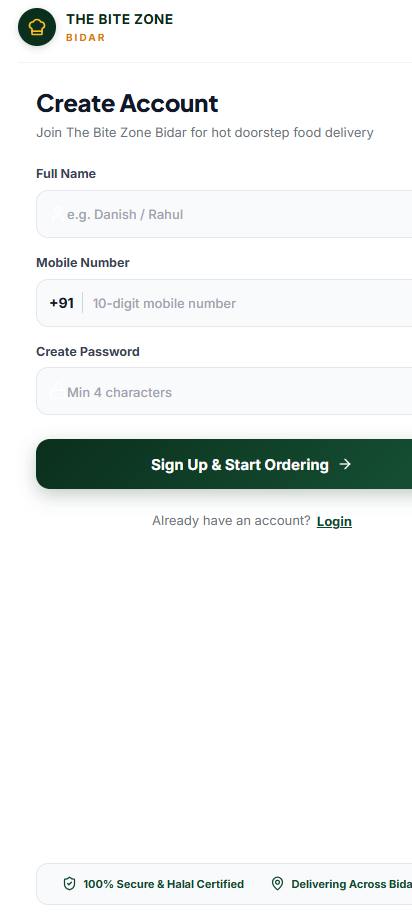 THE BITE ZONE
BIDAR
Create Account
Join The Bite Zone Bidar for hot doorstep food delivery
Full Name
e.g. Danish / Rahul
Mobile Number
+91 10-digit mobile number
Create Password
Min 4 characters
Sign Up & Start Ordering →
Already have an account? Login
100% Secure & Halal Certified Delivering Across Bida